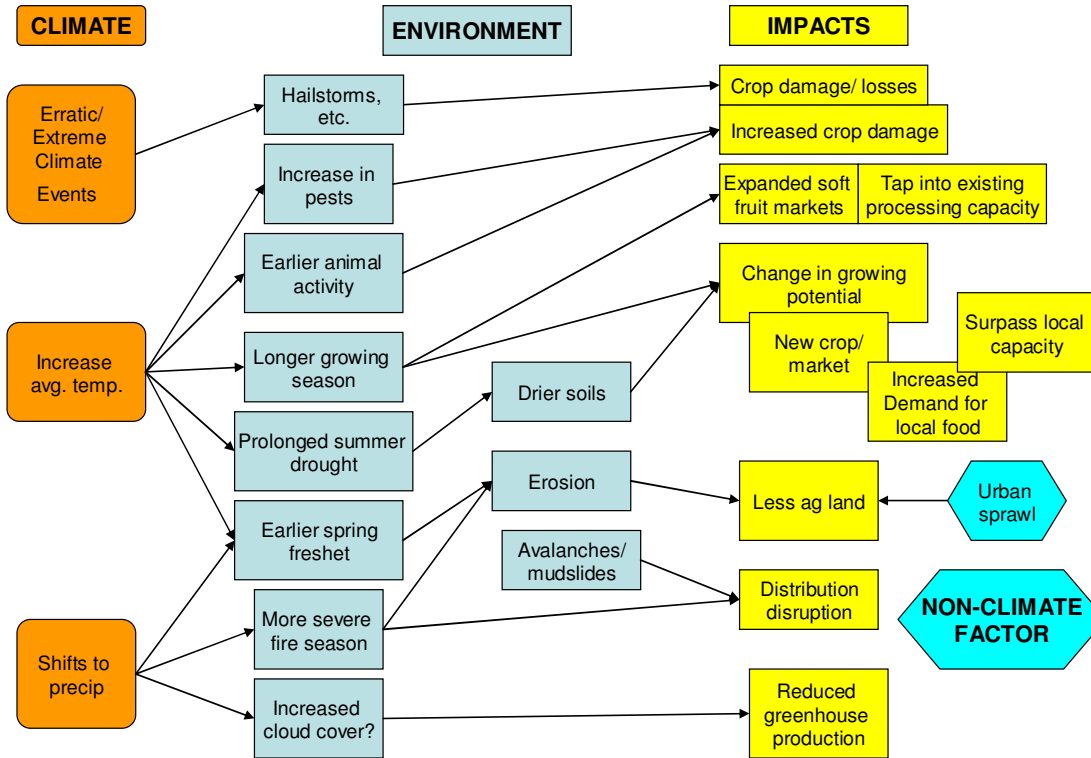 CLIMATE
ENVIRONMENT
IMPACTS
Erratic/
Extreme
Climate
Events
Hailstorms,
etc.
Crop damage/ losses
Increased crop damage
Increase in
pests
Expanded soft
fruit markets
Tap into existing
processing capacity
Earlier animal
activity
Change in growing
potential
Increase
avg. temp.
Longer growing
season
Drier soils
New crop/
market
Surpass local
capacity
Increased
Demand for
local food
Prolonged summer
drought
Erosion
Less ag land
Urban
sprawl
Earlier spring
freshet
Avalanches/
mudslides
Distribution
disruption
NON-CLIMATE
FACTOR
More severe
fire season
Shifts to
precip
Increased
cloud cover?
Reduced
greenhouse
production